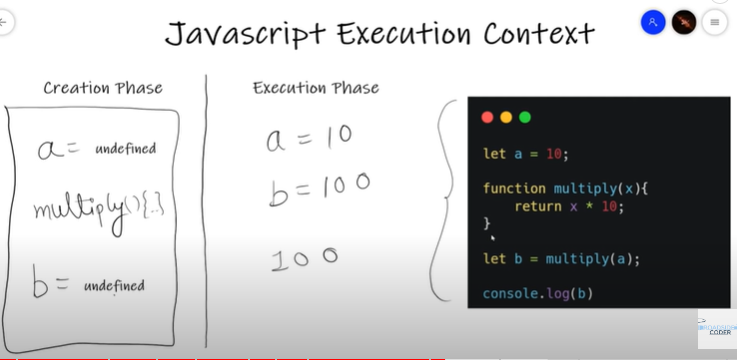 Javascript Execution Context
Creation Phase
a = undefined
multiply(){..}
b = undefined
Execution Phase
a = 10
b = 100
100
let a = 10;
function multiply(x){
return x * 10;
}
let b = multiply(a);
console.log(b)
CODER